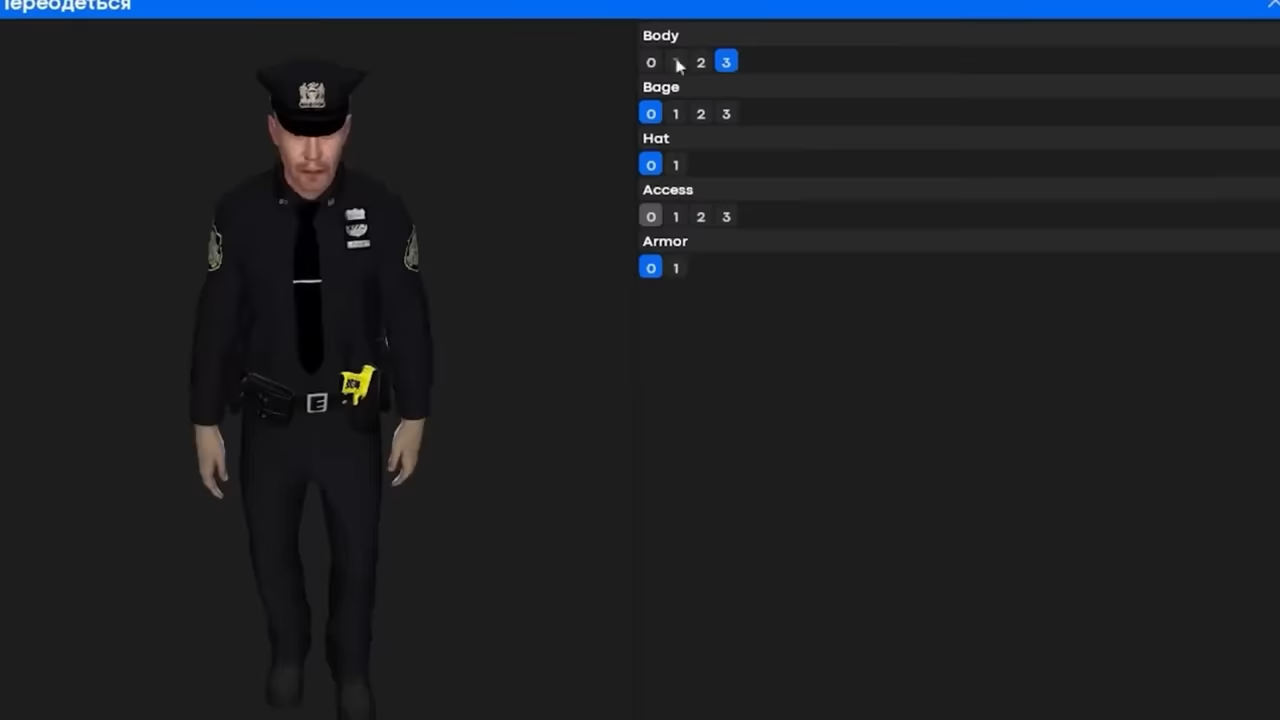 Переодеться
Body
0 2 3
Bage
0 1 2 3
Hat
0 1
Access
0 1 2 3
Armor
0 1